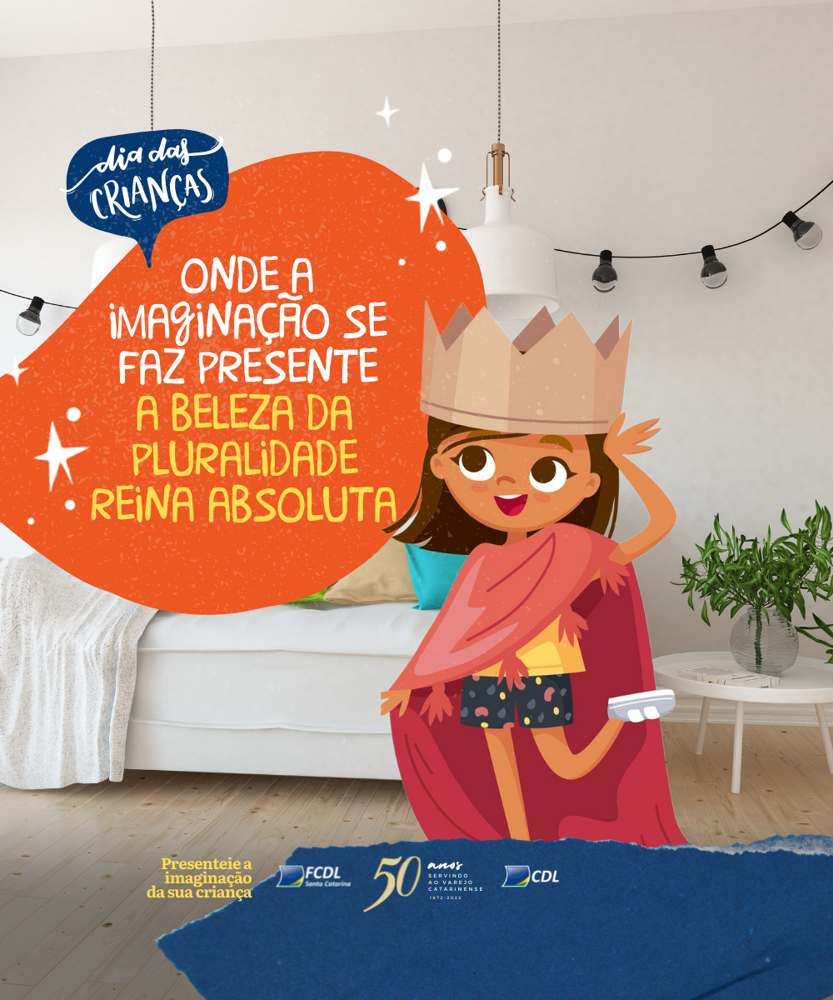 dia das
CRIANÇAS
ONDE A
iMAGiNAÇÃO SE
FAZ PRESENTE
A BELEZA DA
PLURALiDADE
REiNA ABSOLUTA
Presenteie a
imaginação
da sua criança
FCDL
Santa Catarina
50 anos
SERVINDO
AO VAREJO
CATARINENSE
1972-2022
CDL